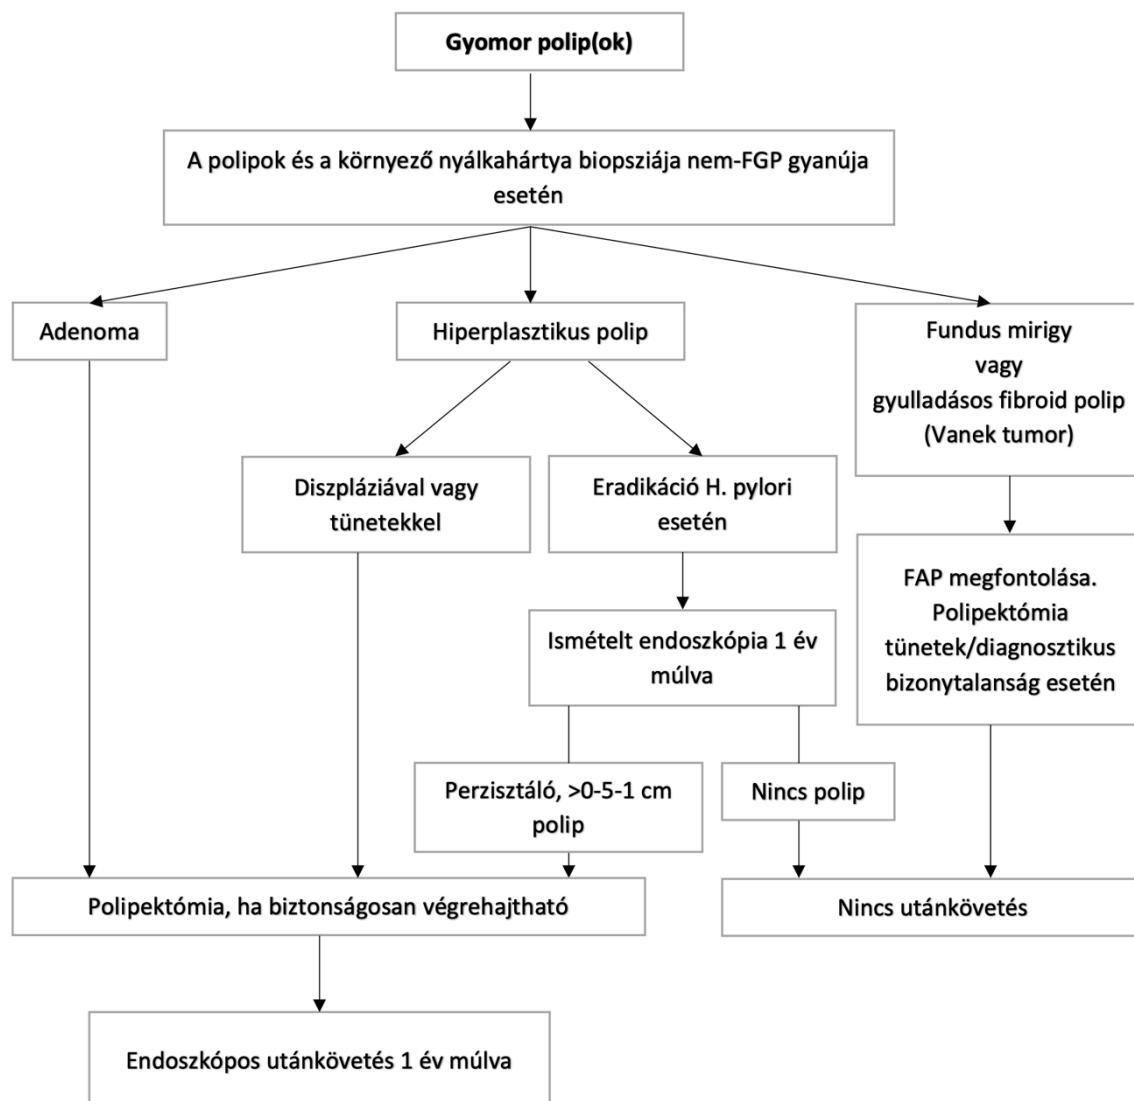 Gyomor polip(ok)
A polipok és a környező nyálkahártya biopsziája nem-FGP gyanúja
esetén
Adenoma
Hiperplasztikus polip
Fundus mirigy
vagy
gyulladásos fibroid polip
(Vanek tumor)
Diszpláziával vagy
tünetekkel
Eradikáció H. pylori
esetén
FAP megfontolása.
Polipektómia
tünetek/diagnosztikus
bizonytalanság esetén
Ismételt endoszkópia 1 év
múlva
Perzisztáló, >0-5-1 cm
polip
Nincs polip
Polipektómia, ha biztonságosan végrehajtható
Nincs utánkövetés
Endoszkópos utánkövetés 1 év múlva